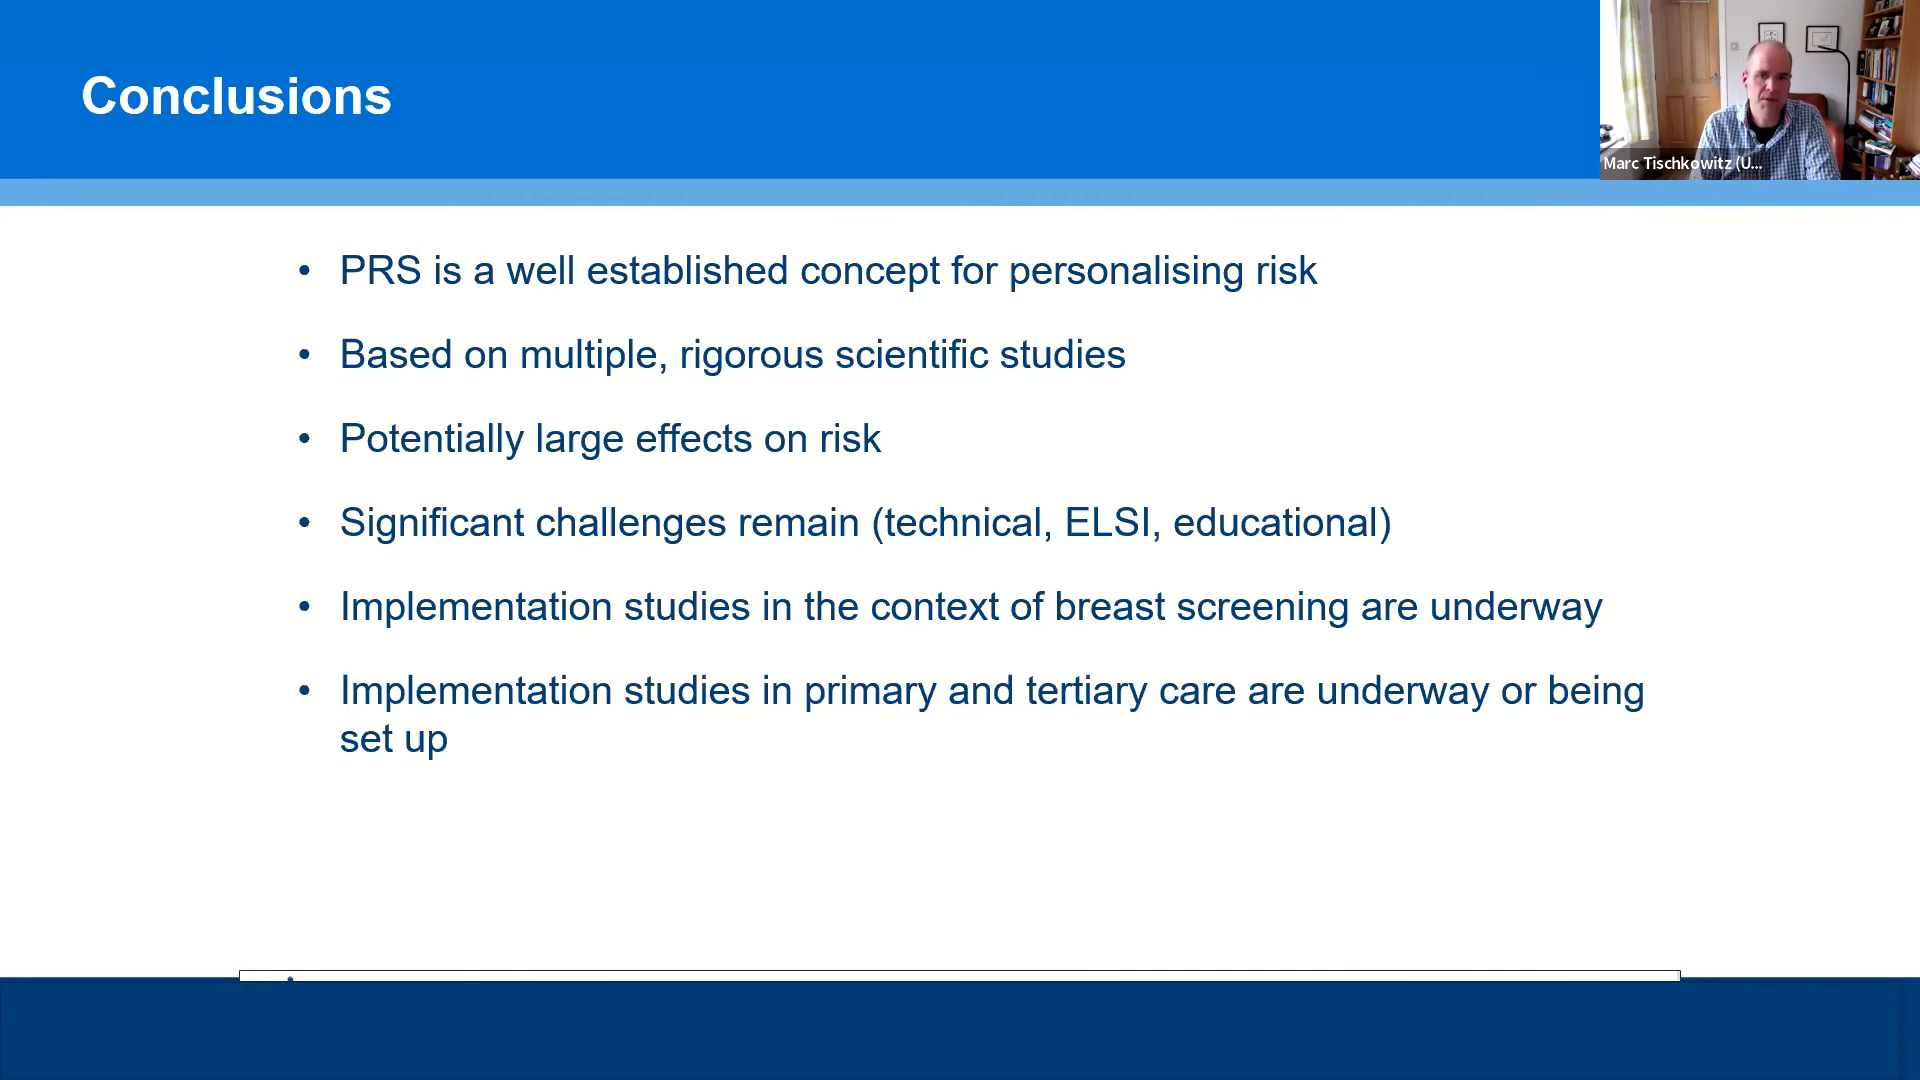 Conclusions
Marc Tischkowitz (U...
• PRS is a well established concept for personalising risk
• Based on multiple, rigorous scientific studies
• Potentially large effects on risk
• Significant challenges remain (technical, ELSI, educational)
• Implementation studies in the context of breast screening are underway
• Implementation studies in primary and tertiary care are underway or being
set up